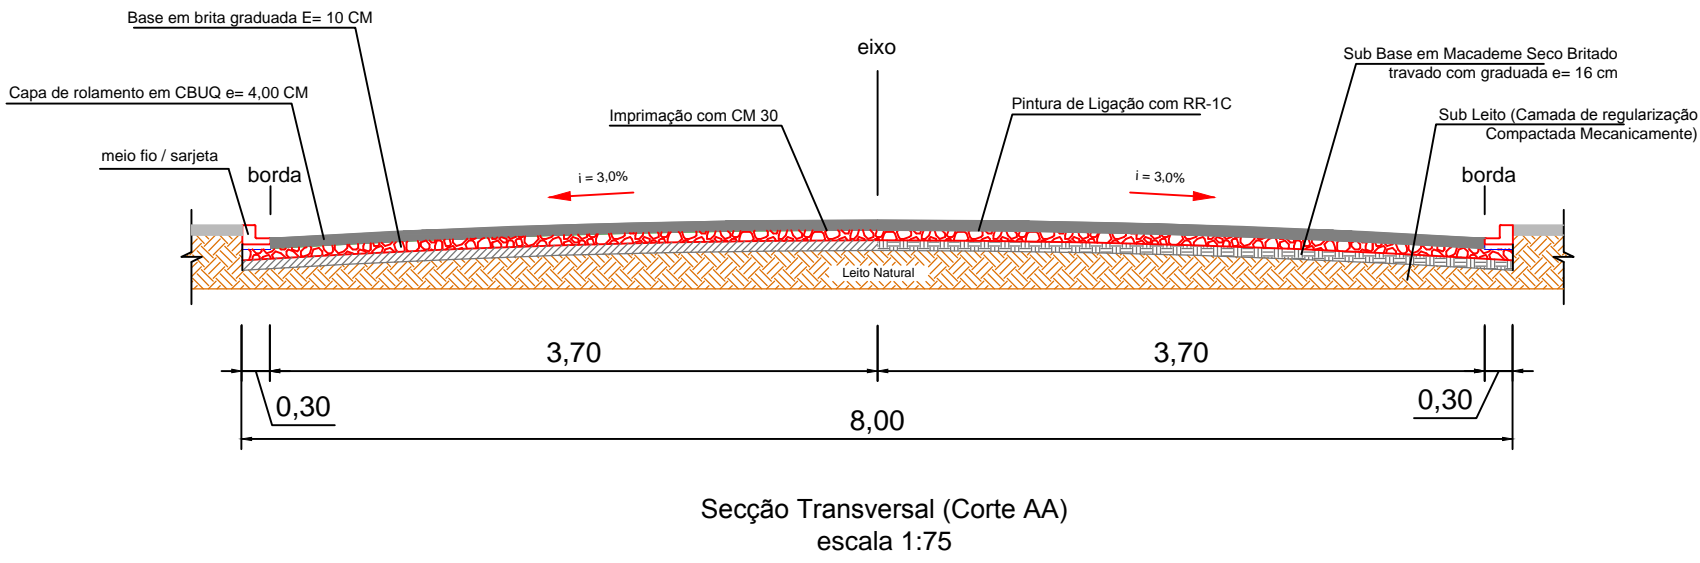 Base em brita graduada E= 10 CM
eixo
Sub Base em Macademe Seco Britado
travado com graduada e= 16 cm
Capa de rolamento em CBUQ e= 4,00 CM
Imprimação com CM 30
Pintura de Ligação com RR-1C
Sub Leito (Camada de regularização
Compactada Mecanicamente)
meio fio / sarjeta
borda
i = 3,0%
i = 3,0%
borda
Leito Natural
3,70
3,70
0,30
0,30
8,00
Secção Transversal (Corte AA)
escala 1:75